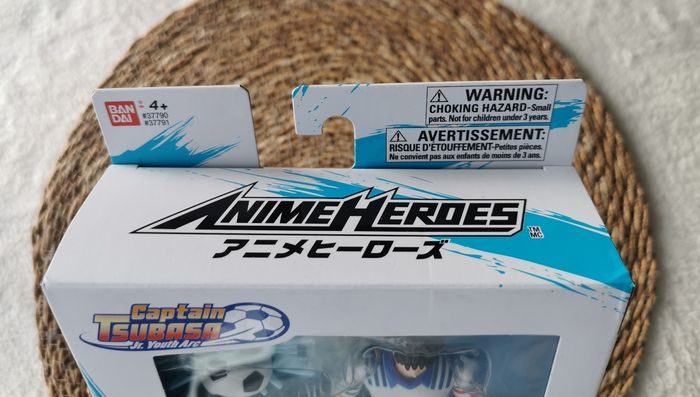 BAN
DAI
4+
#37790
#37791
WARNING:
CHOKING HAZARD-Small
parts. Not for children under 3 years.
AVERTISSEMENT:
RISQUE D'ÉTOUFFEMENT-Petites pièces.
Ne convient pas aux enfants de moins de 3 ans.
ANIME HEROES
TM
MC
アニメヒーローズ
Captain
TSUBASA
Jr. Youth Arc